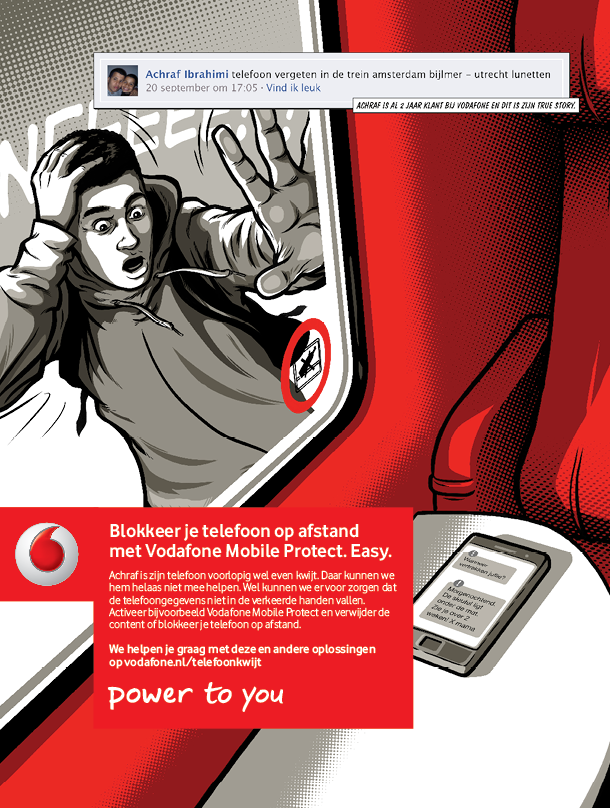 Achraf Ibrahimi telefoon vergeten in de trein amsterdam bijlmer – utrecht lunetten
20 september om 17:05 · Vind ik leuk
ACHRAF IS AL 2 JAAR KLANT BIJ VODAFONE EN DIT IS ZIJN TRUE STORY.
Blokkeer je telefoon op afstand
met Vodafone Mobile Protect. Easy.
Achraf is zijn telefoon voorlopig wel even kwijt. Daar kunnen we
hem helaas niet mee helpen. Wel kunnen we er voor zorgen dat
de telefoongegevens niet in de verkeerde handen vallen.
Activeer bijvoorbeeld Vodafone Mobile Protect en verwijder de
content of blokkeer je telefoon op afstand.
We helpen je graag met deze en andere oplossingen
op vodafone.nl/telefoonkwijt
power to you
Wanneer
vertrekken jullie?
Morgenochtend.
De sleutel ligt
onder de mat.
Zie je over 2
weken! X mama